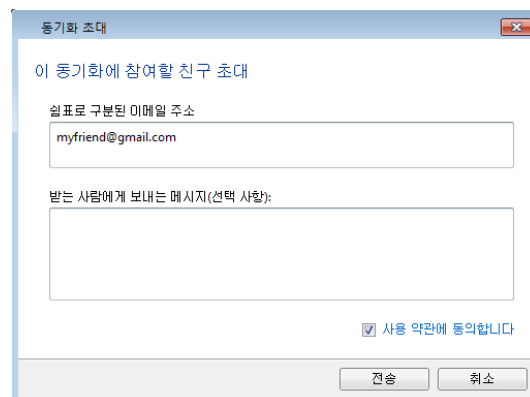 동기화 초대
이 동기화에 참여할 친구 초대
쉼표로 구분된 이메일 주소
myfriend@gmail.com
받는 사람에게 보내는 메시지(선택 사항):
사용 약관에 동의합니다
전송
취소